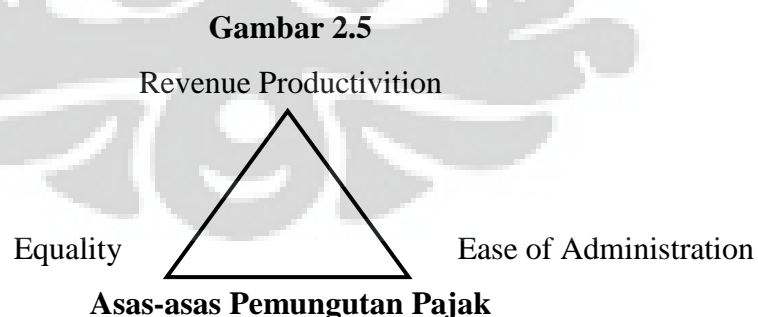 Gambar 2.5
Revenue Productivition
Equality
Ease of Administration
Asas-asas Pemungutan Pajak